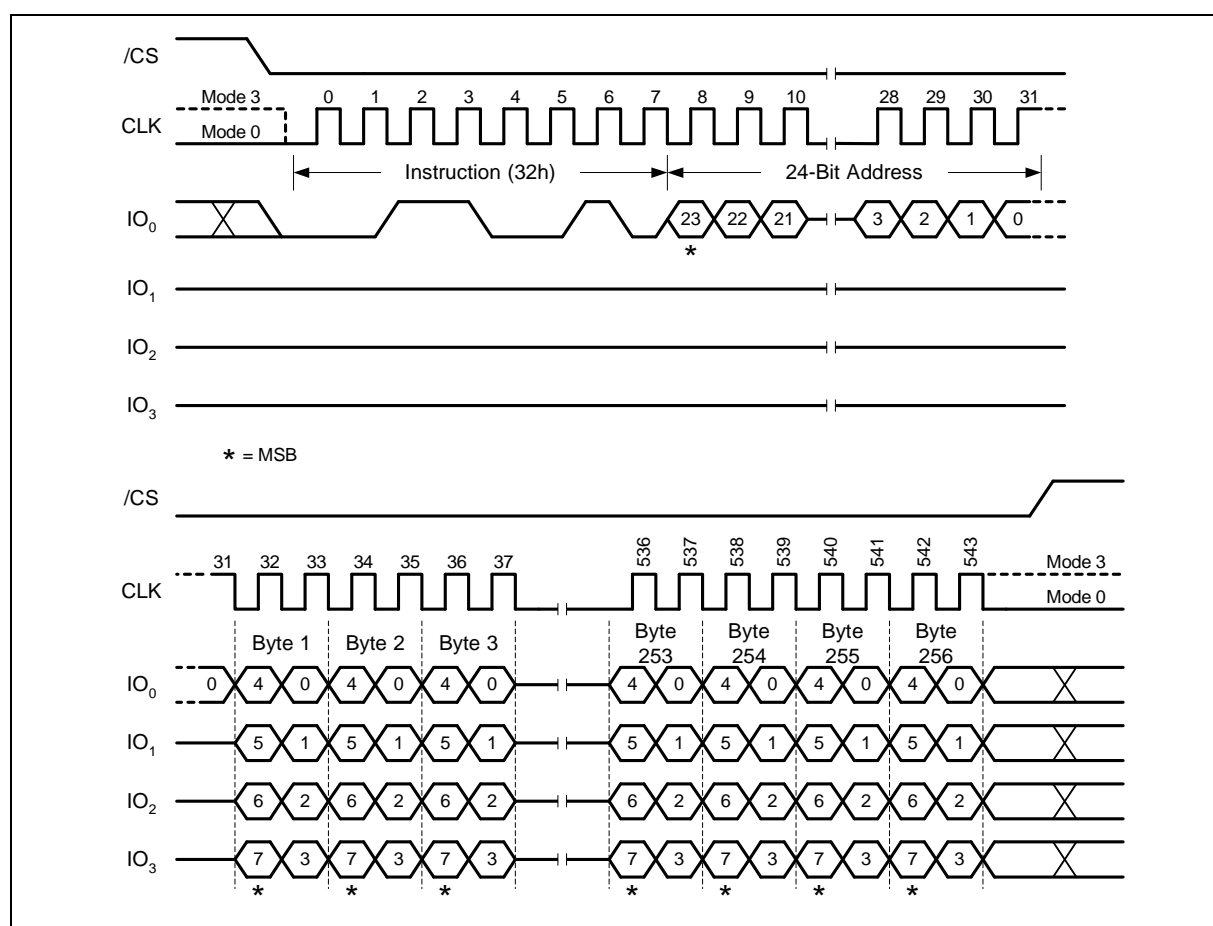 /CS
Mode 3 0 1 2 3 4 5 6 7 8 9 10 28 29 30 31
CLK
Mode 0
Instruction (32h) 24-Bit Address
IO0 23 22 21 3 2 1 0
*
IO1
IO2
IO3
* = MSB
/CS
31 32 33 34 35 36 37 536 537 538 539 540 541 542 543 Mode 3
CLK
Mode 0
Byte 1 Byte 2 Byte 3 Byte 253 Byte 254 Byte 255 Byte 256
IO0 0 4 0 4 0 4 0 4 0 4 0 4 0 4 0
IO1 5 1 5 1 5 1 5 1 5 1 5 1 5 1
IO2 6 2 6 2 6 2 6 2 6 2 6 2 6 2
IO3 7 3 7 3 7 3 7 3 7 3 7 3 7 3
* * * * * * *